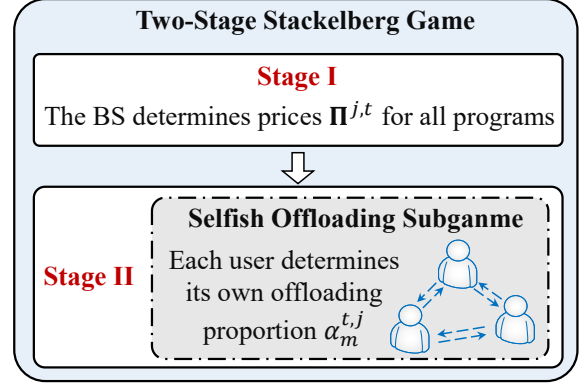 Two-Stage Stackelberg Game
Stage I
The BS determines prices 𝚷^{j,t} for all programs
Selfish Offloading Subganme
Stage II
Each user determines
its own offloading
proportion α_m^{t,j}